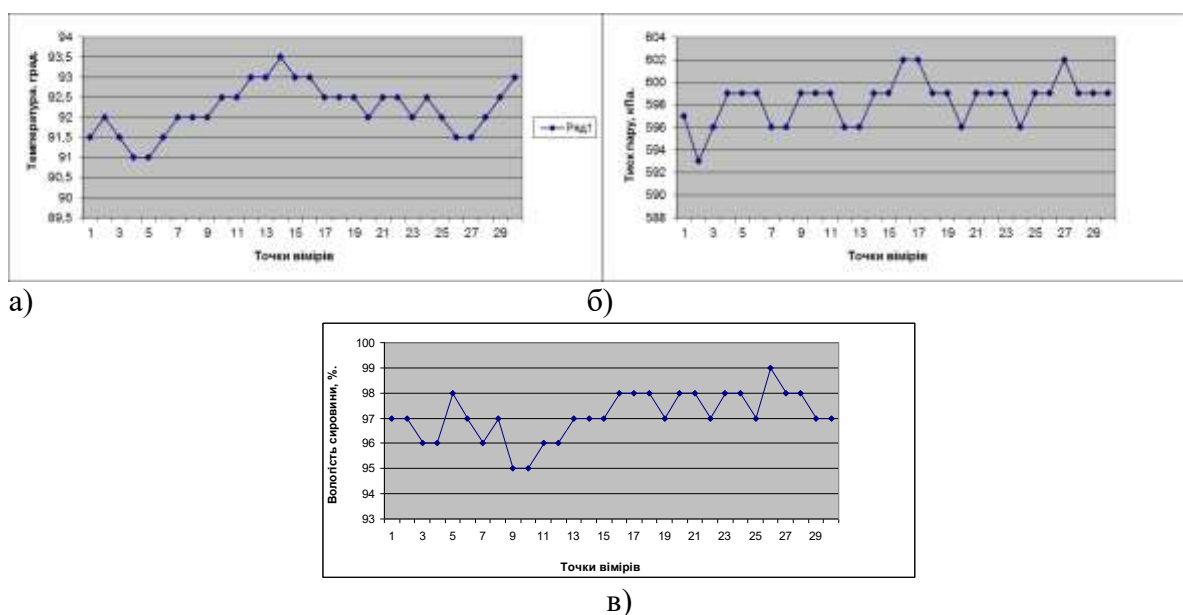 Температура. град.
94
93,5
93
92,5
92
91,5
91
90,5
90
89,5
1 3 5 7 9 11 13 15 17 19 21 23 25 27 29
Точки вімірів
Ряд1
Тиск пару, кПа.
604
602
600
598
596
594
592
590
588
1 3 5 7 9 11 13 15 17 19 21 23 25 27 29
Точки вімірів
а) б)
Вологість сировини, %.
100
99
98
97
96
95
94
93
1 3 5 7 9 11 13 15 17 19 21 23 25 27 29
Точки вімірів
в)